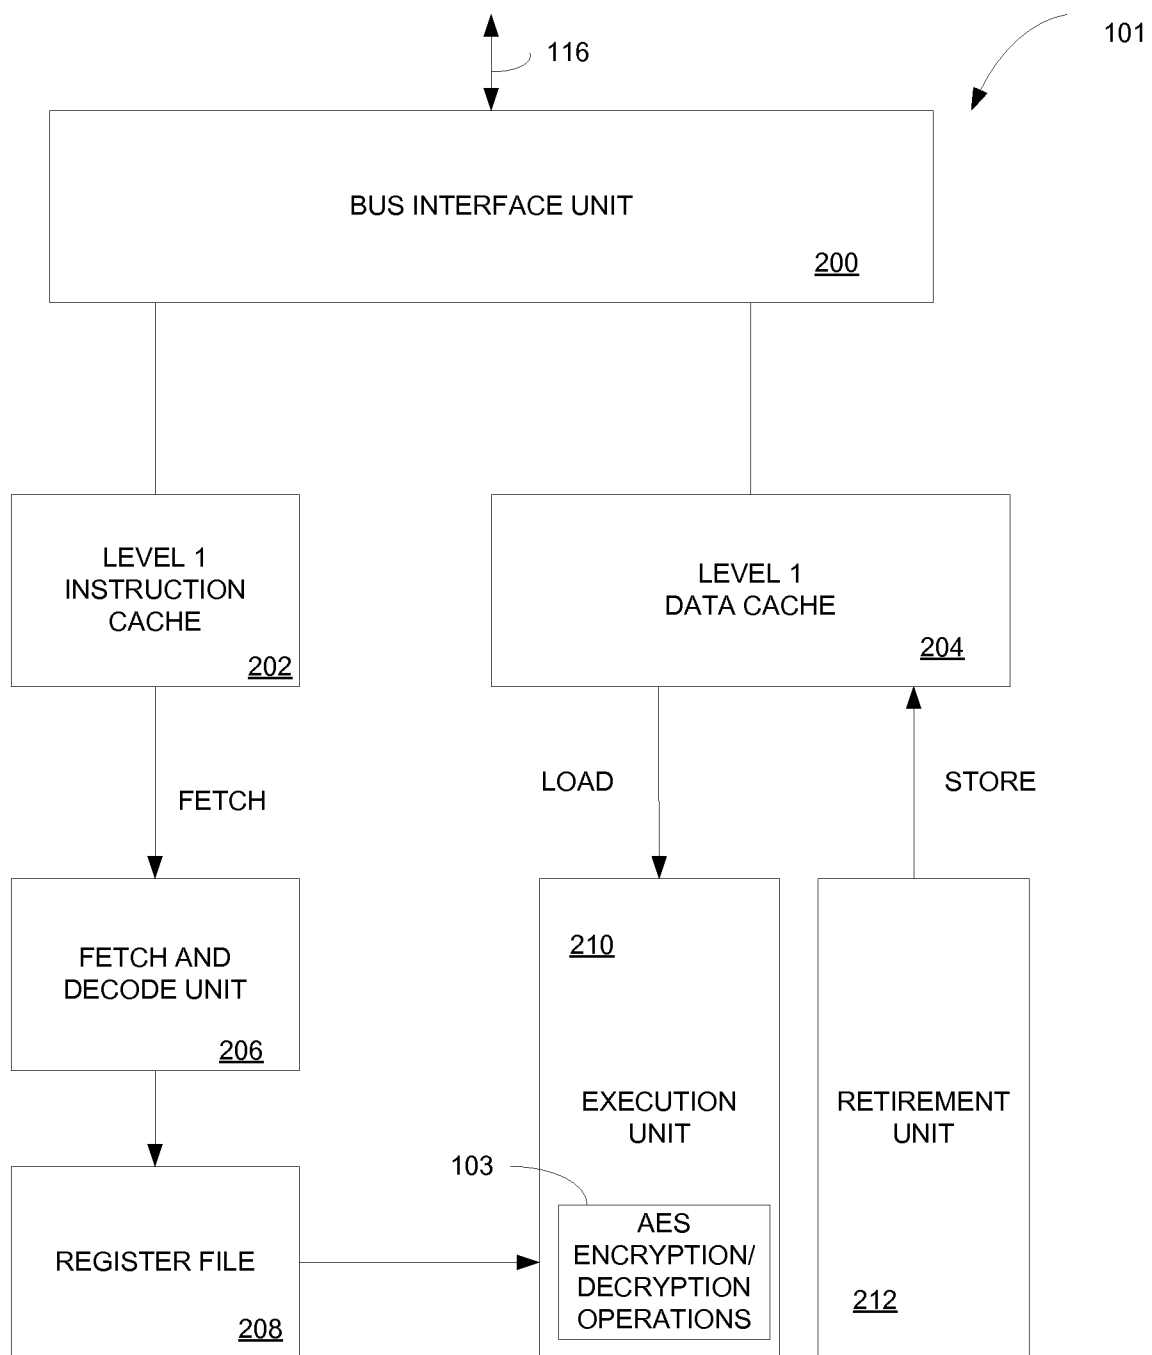 101
116
BUS INTERFACE UNIT
200
LEVEL 1
INSTRUCTION
CACHE
202
LEVEL 1
DATA CACHE
204
FETCH
LOAD
STORE
FETCH AND
DECODE UNIT
206
210
EXECUTION
UNIT
RETIREMENT
UNIT
103
REGISTER FILE
208
AES
ENCRYPTION/
DECRYPTION
OPERATIONS
212